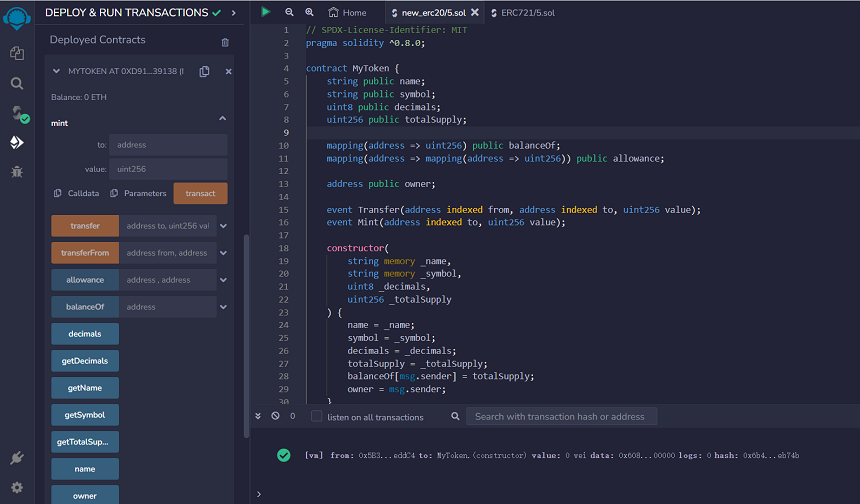 DEPLOY & RUN TRANSACTIONS
Deployed Contracts
MYTOKEN AT 0XD91...39138 (I
Balance: 0 ETH
mint
to: address
value: uint256
Calldata Parameters transact
transfer address to, uint256 val
transferFrom address from, address
allowance address , address
balanceOf address
decimals
getDecimals
getName
getSymbol
getTotalSup...
name
owner
Home new_erc20/5.sol ERC721/5.sol
1 // SPDX-License-Identifier: MIT
2 pragma solidity ^0.8.0;
3
4 contract MyToken {
5 string public name;
6 string public symbol;
7 uint8 public decimals;
8 uint256 public totalSupply;
9
10 mapping(address => uint256) public balanceOf;
11 mapping(address => mapping(address => uint256)) public allowance;
12
13 address public owner;
14
15 event Transfer(address indexed from, address indexed to, uint256 value);
16 event Mint(address indexed to, uint256 value);
17
18 constructor(
19 string memory _name,
20 string memory _symbol,
21 uint8 _decimals,
22 uint256 _totalSupply
23 ) {
24 name = _name;
25 symbol = _symbol;
26 decimals = _decimals;
27 totalSupply = _totalSupply;
28 balanceOf[msg.sender] = totalSupply;
29 owner = msg.sender;
30 }
0 listen on all transactions Search with transaction hash or address
[vm] from: 0x5B3...eddC4 to: MyToken.(constructor) value: 0 wei data: 0x608...00000 logs: 0 hash: 0x6b4...eb74b
>